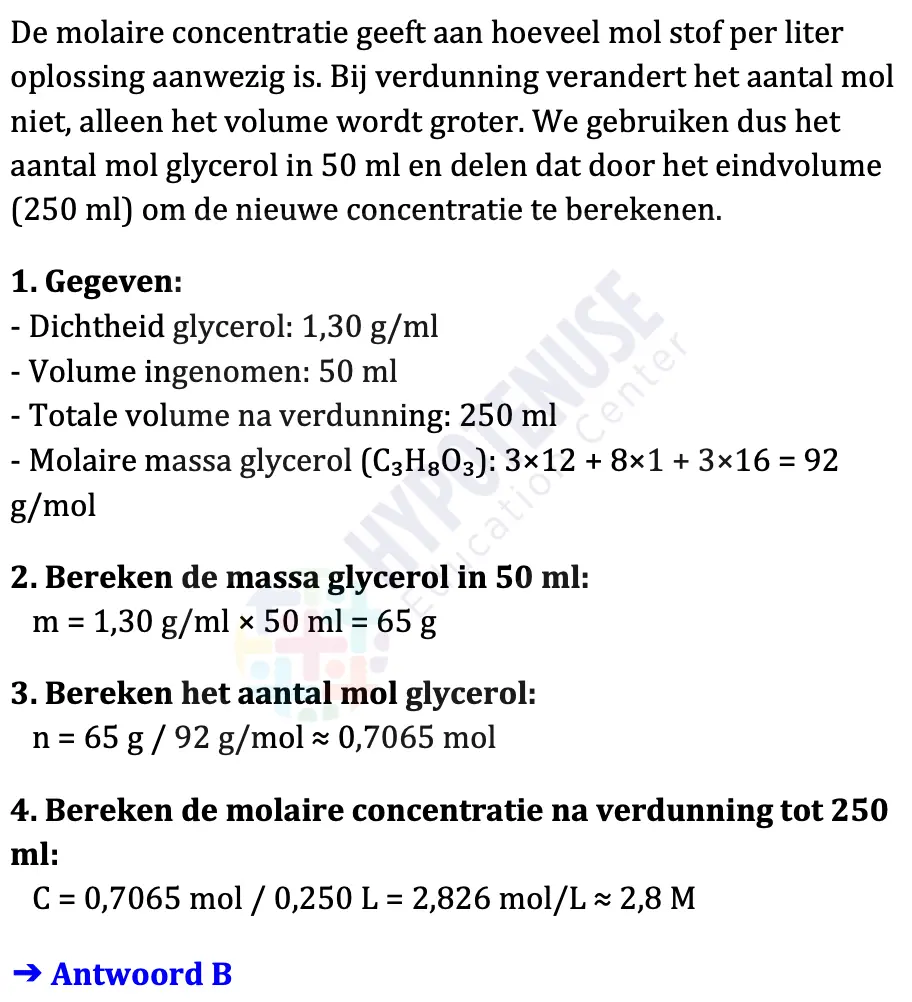 De molaire concentratie geeft aan hoeveel mol stof per liter
oplossing aanwezig is. Bij verdunning verandert het aantal mol
niet, alleen het volume wordt groter. We gebruiken dus het
aantal mol glycerol in 50 ml en delen dat door het eindvolume
(250 ml) om de nieuwe concentratie te berekenen.
1. Gegeven:
- Dichtheid glycerol: 1,30 g/ml
- Volume ingenomen: 50 ml
- Totale volume na verdunning: 250 ml
- Molaire massa glycerol (C₃H₈O₃): 3×12 + 8×1 + 3×16 = 92
g/mol
2. Bereken de massa glycerol in 50 ml:
m = 1,30 g/ml × 50 ml = 65 g
3. Bereken het aantal mol glycerol:
n = 65 g / 92 g/mol ≈ 0,7065 mol
4. Bereken de molaire concentratie na verdunning tot 250
ml:
C = 0,7065 mol / 0,250 L = 2,826 mol/L ≈ 2,8 M
➔ Antwoord B
HYPOTENUSE
Education Center